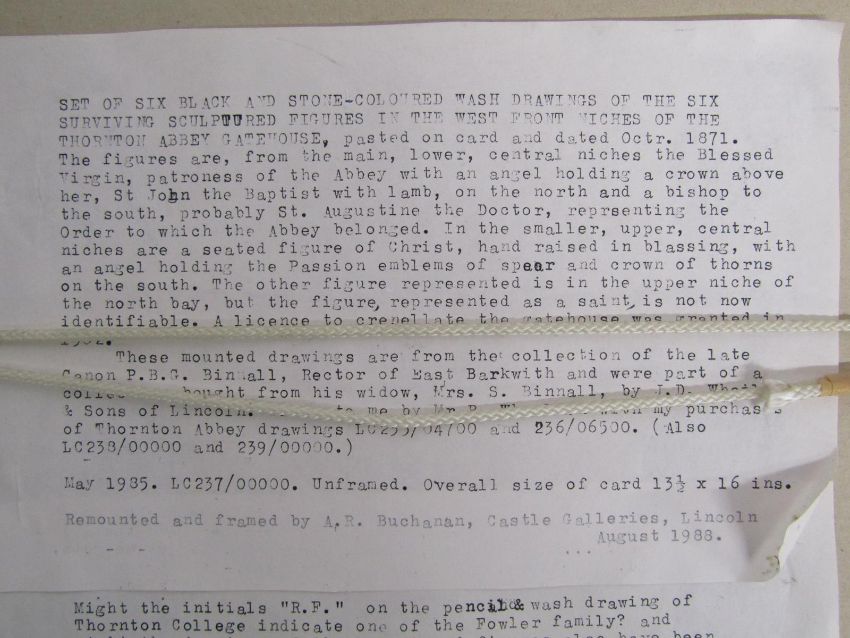 SET OF SIX BLACK AND STONE-COLOURED WASH DRAWINGS OF THE SIX
SURVIVING SCULPTURED FIGURES IN THE WEST FRONT NICHES OF THE
THORNTON ABBEY GATEHOUSE, pasted on card and dated Octr. 1871.
The figures are, from the main, lower, central niches the Blessed
Virgin, patroness of the Abbey with an angel holding a crown above
her, St John the Baptist with lamb, on the north and a bishop to
the south, probably St. Augustine the Doctor, reprsenting the
Order to which the Abbey belonged. In the smaller, upper, central
niches are a seated figure of Christ, hand raised in blassing, with
an angel holding the Passion emblems of spear and crown of thorns
on the south. The other figure represented is in the upper niche of
the north bay, but the figure, represented as a saint, is not now
identifiable. A licence to crenellate the gatehouse was granted in
These mounted drawings are from the collection of the late
Canon P.B.G. Binnall, Rector of East Barkwith and were part of a
bought from his widow, Mrs. S. Binnall, by J.D.
& Sons of Lincoln. to me by Mr my purchas
of Thornton Abbey drawings and 236/06500. (Also
LC238/00000 and 239/00000.)
May 1985. LC237/00000. Unframed. Overall size of card 13½ x 16 ins.
Remounted and framed by A.R. Buchanan, Castle Galleries, Lincoln
August 1988.
Might the initials "R.F." on the pencil & wash drawing of
Thornton College indicate one of the Fowler family? and